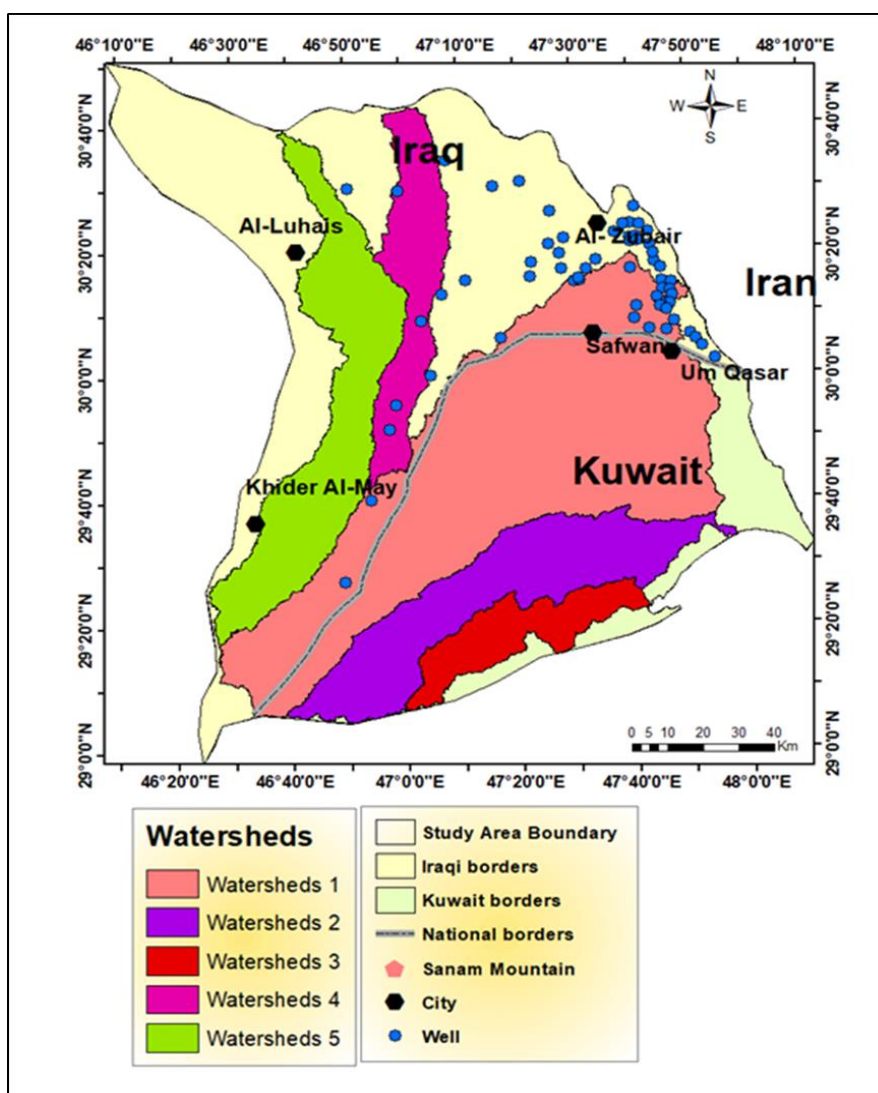 46°10'0"E 46°30'0"E 46°50'0"E 47°10'0"E 47°30'0"E 47°50'0"E 48°10'0"E
N
W E
S
30°40'0"N
30°40'0"N
Iraq
Al-Luhais
Al- Zubair
30°20'0"N
30°20'0"N
Iran
Safwan
Um Qasar
30°0'0"N
30°0'0"N
Kuwait
Khider Al-May
29°40'0"N
29°40'0"N
29°20'0"N
29°20'0"N
0 5 10 20 30 40
Km
29°0'0"N
29°0'0"N
46°20'0"E 46°40'0"E 47°0'0"E 47°20'0"E 47°40'0"E 48°0'0"E
Watersheds
Watersheds 1
Watersheds 2
Watersheds 3
Watersheds 4
Watersheds 5
Study Area Boundary
Iraqi borders
Kuwait borders
National borders
Sanam Mountain
City
Well